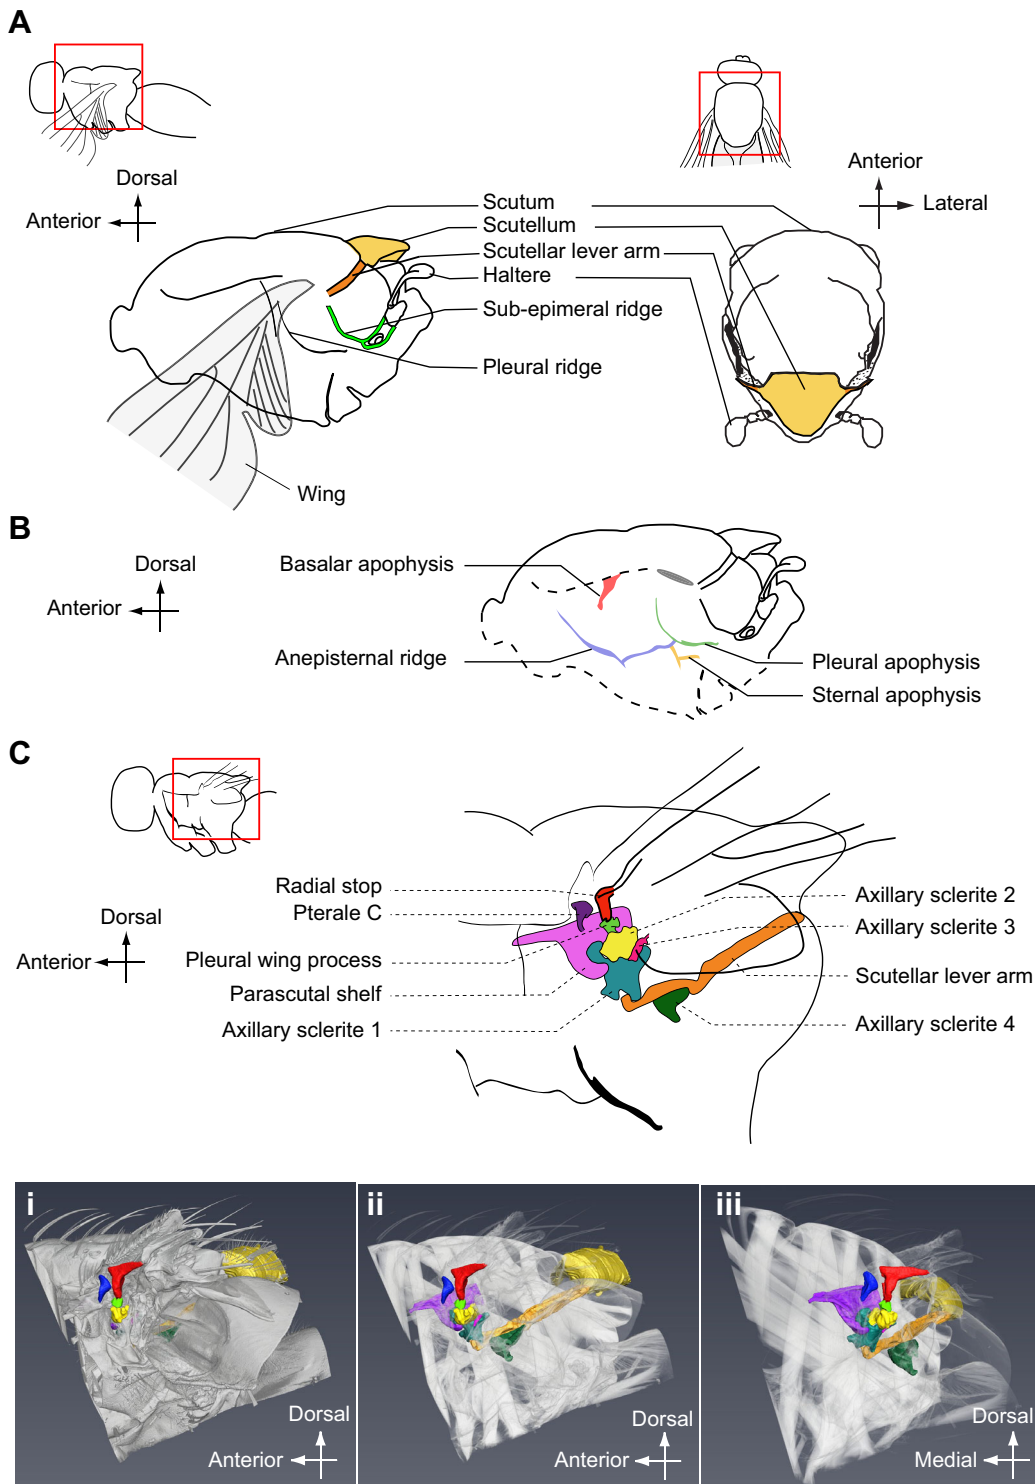 A
Dorsal
Anterior
Anterior
Lateral
Scutum
Scutellum
Scutellar lever arm
Haltere
Sub-epimeral ridge
Pleural ridge
Wing
B
Dorsal
Anterior
Basalar apophysis
Anepisternal ridge
Pleural apophysis
Sternal apophysis
C
Dorsal
Anterior
Radial stop
Pterale C
Pleural wing process
Parascutal shelf
Axillary sclerite 1
Axillary sclerite 2
Axillary sclerite 3
Scutellar lever arm
Axillary sclerite 4
i
Dorsal
Anterior
ii
Dorsal
Anterior
iii
Dorsal
Medial